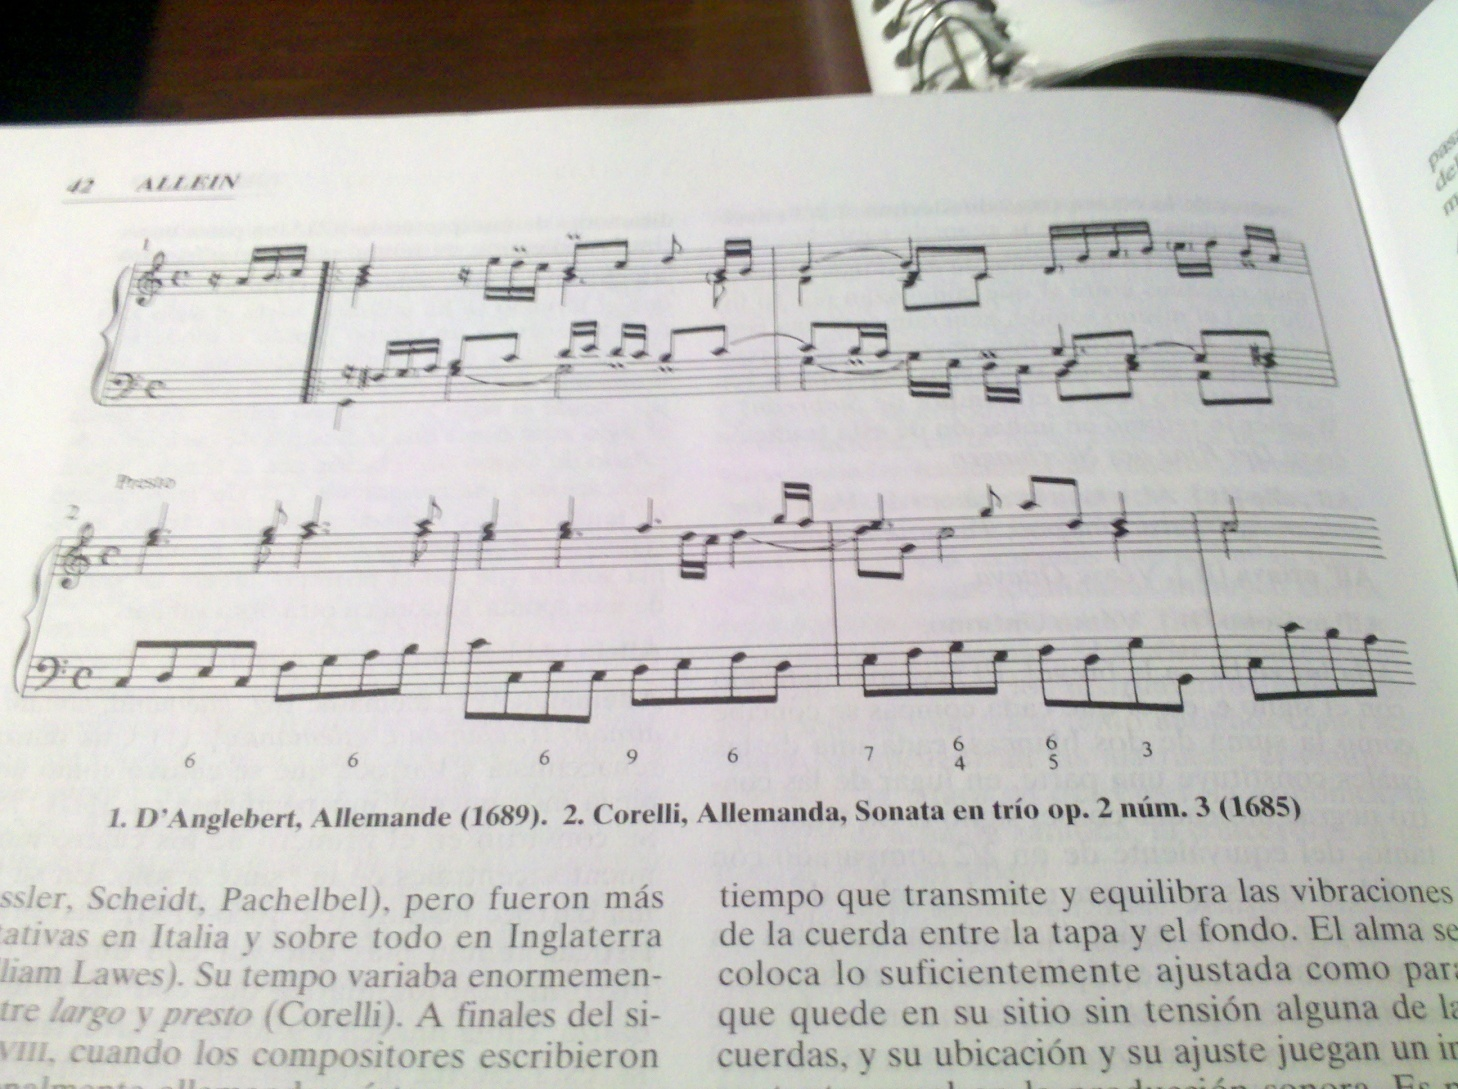 42 ALLEIN
1
Presto
2
6 6 6 9 6 7 6 6 3
4 5
1. D’Anglebert, Allemande (1689). 2. Corelli, Allemanda, Sonata en trío op. 2 núm. 3 (1685)
ssler, Scheidt, Pachelbel), pero fueron más
tativas en Italia y sobre todo en Inglaterra
lliam Lawes). Su tempo variaba enormemen-
tre largo y presto (Corelli). A finales del si-
VIII, cuando los compositores escribieron
tiempo que transmite y equilibra las vibraciones
de la cuerda entre la tapa y el fondo. El alma se
coloca lo suficientemente ajustada como para
que quede en su sitio sin tensión alguna de la
cuerdas, y su ubicación y su ajuste juegan un
pas
de
m